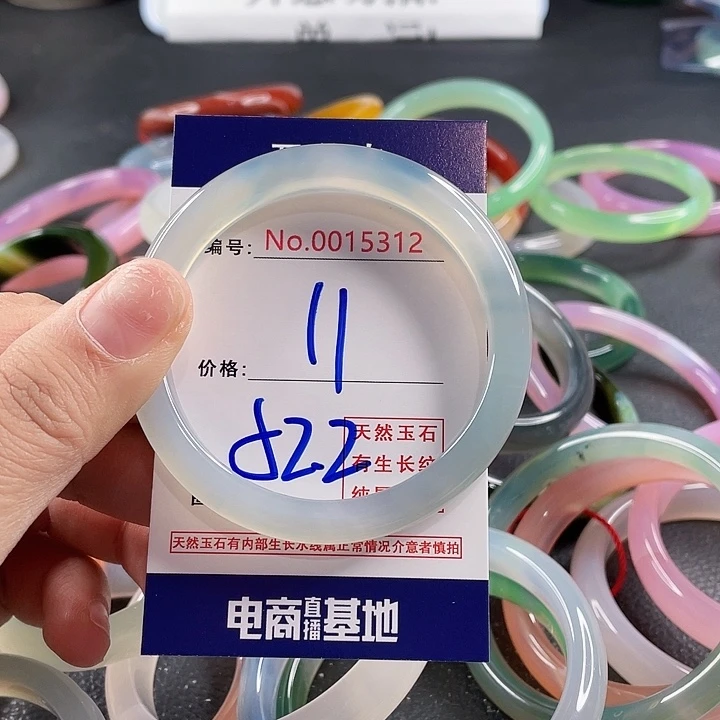 编号: No.0015312
11
价格:
d22
天然玉石
有生长纹
天然玉石有内部生长水线属正常情况介意者慎拍
电商直播基地